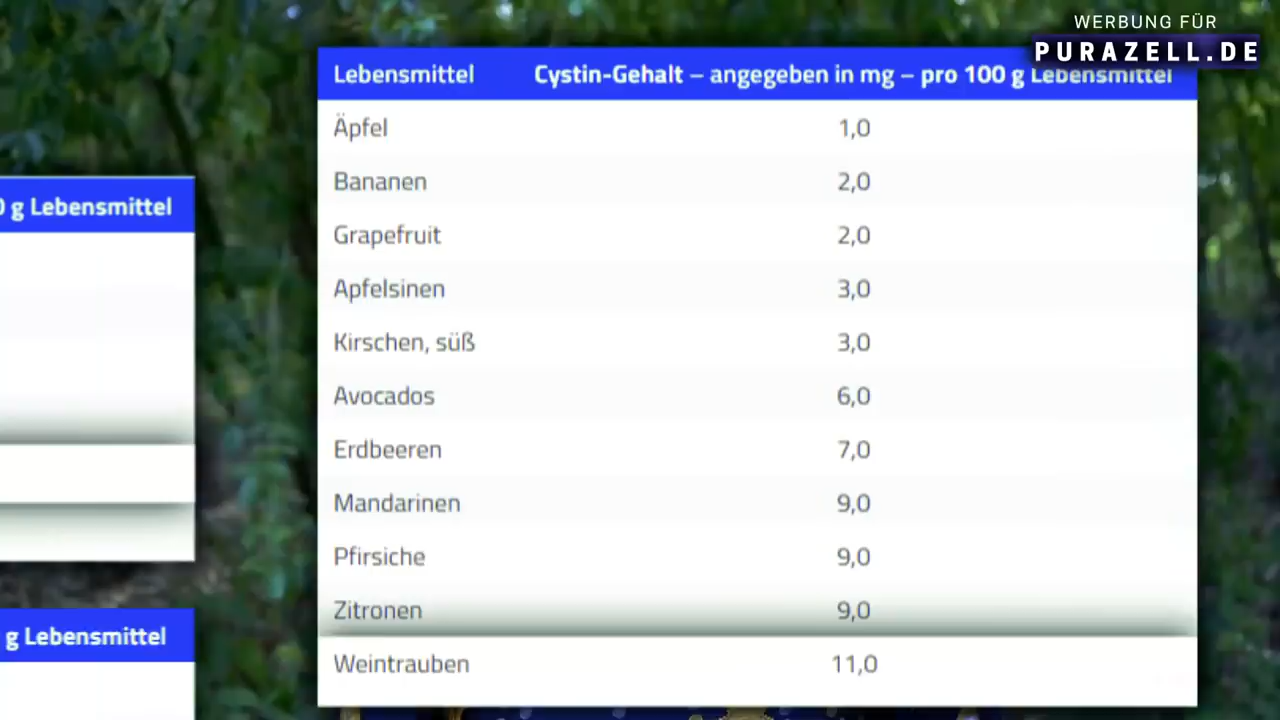 WERBUNG FÜR
PURAZELL.DE
Lebensmittel Cystin-Gehalt – angegeben in mg – pro 100 g Lebensmittel
Äpfel 1,0
Bananen 2,0
Grapefruit 2,0
Apfelsinen 3,0
Kirschen, süß 3,0
Avocados 6,0
Erdbeeren 7,0
Mandarinen 9,0
Pfirsiche 9,0
Zitronen 9,0
Weintrauben 11,0
g Lebensmittel
g Lebensmittel